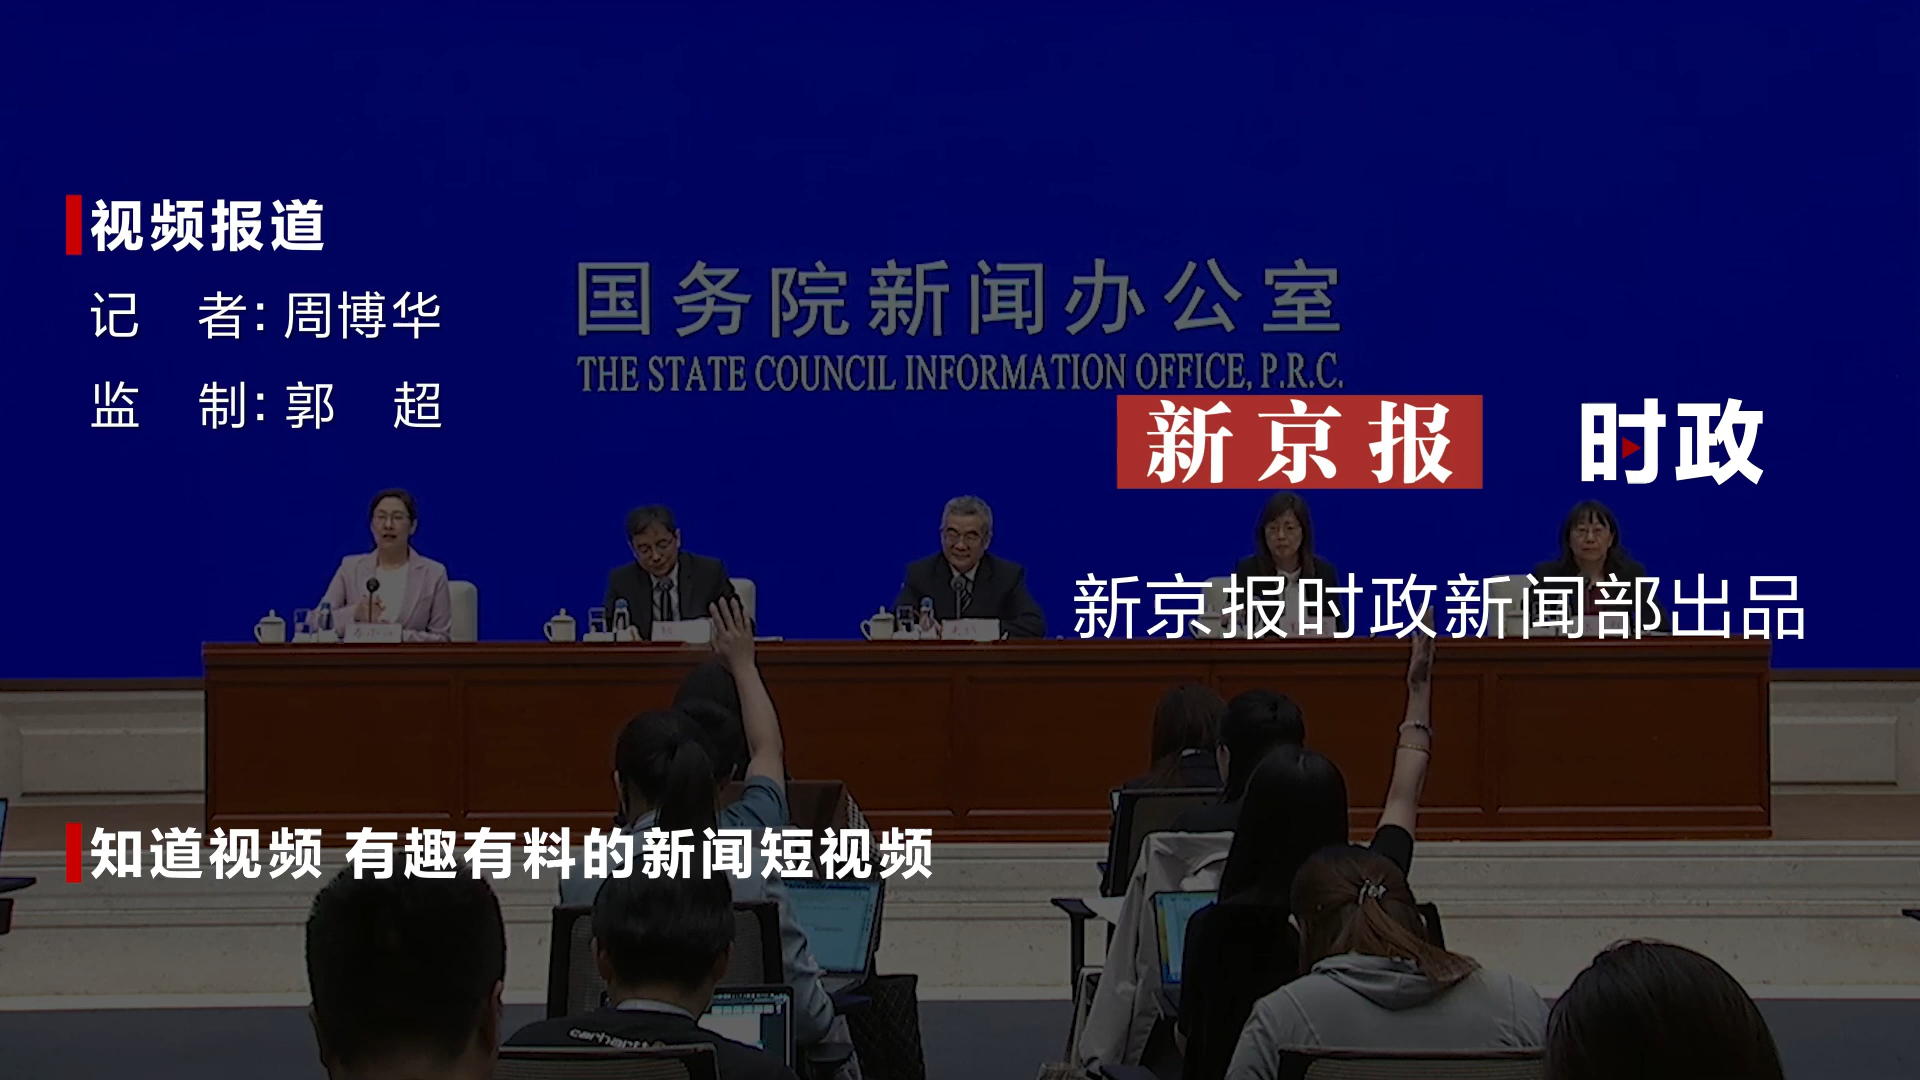 视频报道
记 者：周博华
监 制：郭 超
国务院新闻办公室
THE STATE COUNCIL INFORMATION OFFICE, P.R.C.
新京报 时政
新京报时政新闻部出品
知道视频 有趣有料的新闻短视频
carhartt